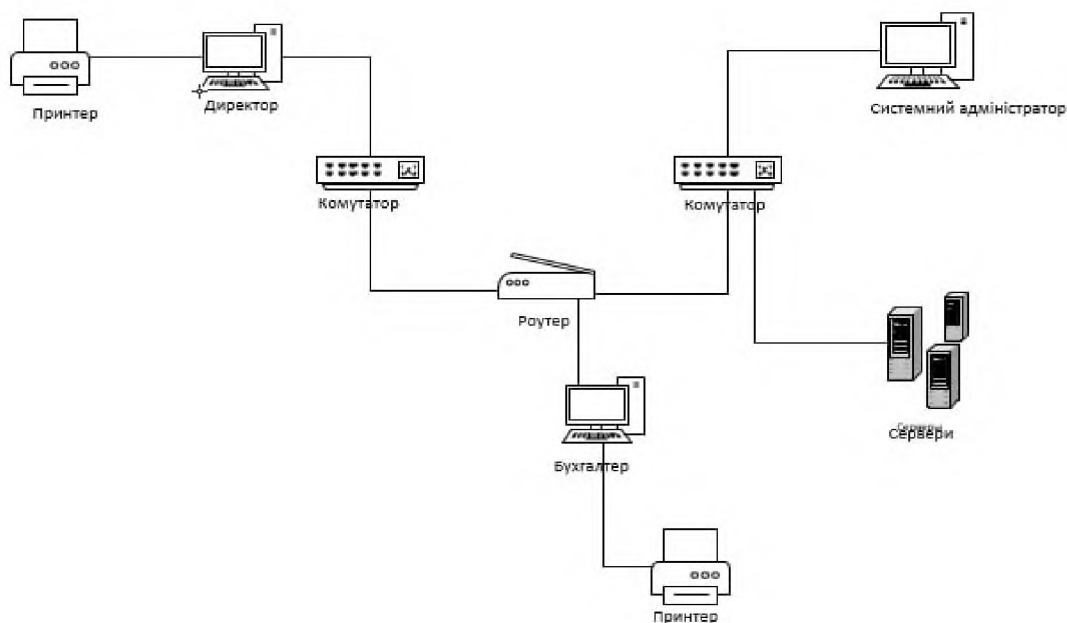 Принтер
Директор
Системний адміністратор
Комутатор
Комутатор
Роутер
Бухгалтер
Сервери
Принтер